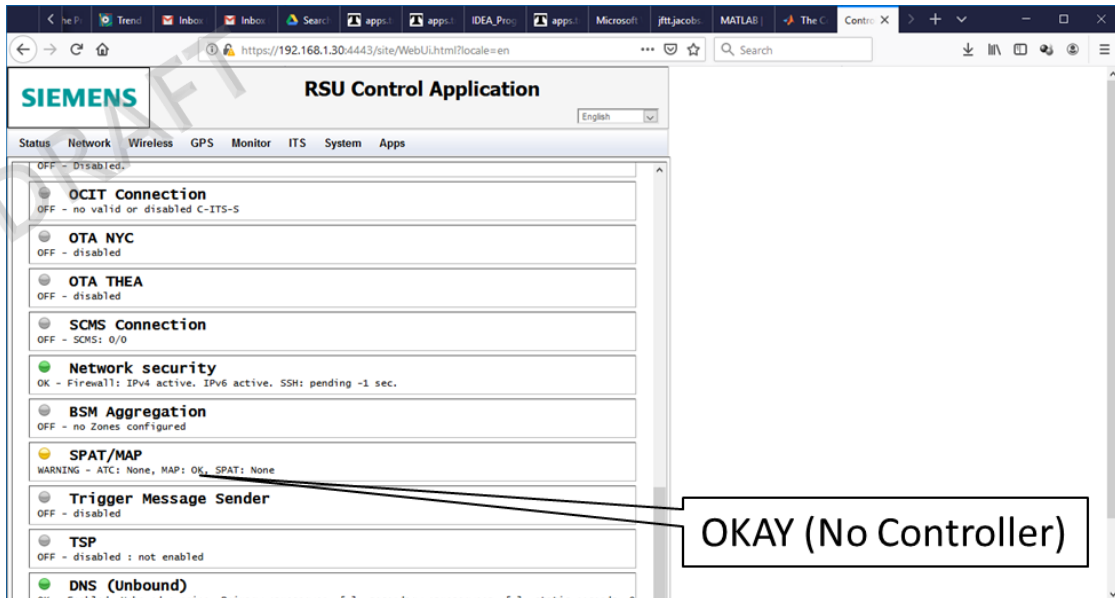 he P
Trend
Inbox
Inbox
Search
apps.t
apps.t
IDEA_Prog
apps.t
Microsoft
jftt.jacobs.
MATLAB |
The C
Contro
https://192.168.1.30:4443/site/WebUi.html?locale=en
Search
SIEMENS
RSU Control Application
English
Status Network Wireless GPS Monitor ITS System Apps
DRAFT
OFF - Disabled.
OCIT Connection
OFF - no valid or disabled C-ITS-S
OTA NYC
OFF - disabled
OTA THEA
OFF - disabled
SCMS Connection
OFF - SCMS: 0/0
Network security
OK - Firewall: IPv4 active. IPv6 active. SSH: pending -1 sec.
BSM Aggregation
OFF - no Zones configured
SPAT/MAP
WARNING - ATC: None, MAP: OK, SPAT: None
OKAY (No Controller)
Trigger Message Sender
OFF - disabled
TSP
OFF - disabled : not enabled
DNS (Unbound)